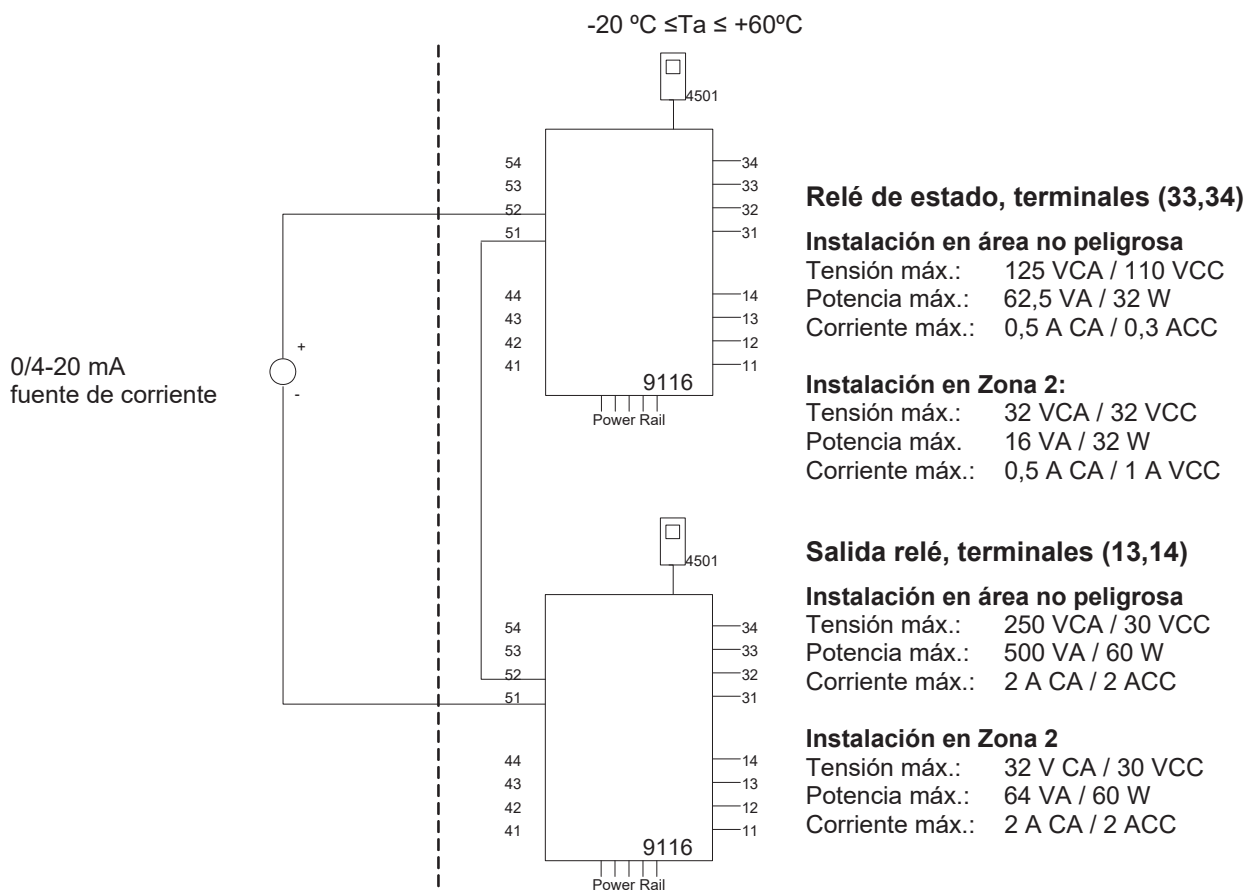 -20 ºC ≤Ta ≤ +60ºC
4501
54
53
52
51
44
43
42
41
34
33
32
31
14
13
12
11
9116
Power Rail
0/4-20 mA
fuente de corriente
+
-
4501
54
53
52
51
44
43
42
41
34
33
32
31
14
13
12
11
9116
Power Rail
Relé de estado, terminales (33,34)
Instalación en área no peligrosa
Tensión máx.: 125 VCA / 110 VCC
Potencia máx.: 62,5 VA / 32 W
Corriente máx.: 0,5 A CA / 0,3 ACC
Instalación en Zona 2:
Tensión máx.: 32 VCA / 32 VCC
Potencia máx. 16 VA / 32 W
Corriente máx.: 0,5 A CA / 1 A VCC
Salida relé, terminales (13,14)
Instalación en área no peligrosa
Tensión máx.: 250 VCA / 30 VCC
Potencia máx.: 500 VA / 60 W
Corriente máx.: 2 A CA / 2 ACC
Instalación en Zona 2
Tensión máx.: 32 V CA / 30 VCC
Potencia máx.: 64 VA / 60 W
Corriente máx.: 2 A CA / 2 ACC